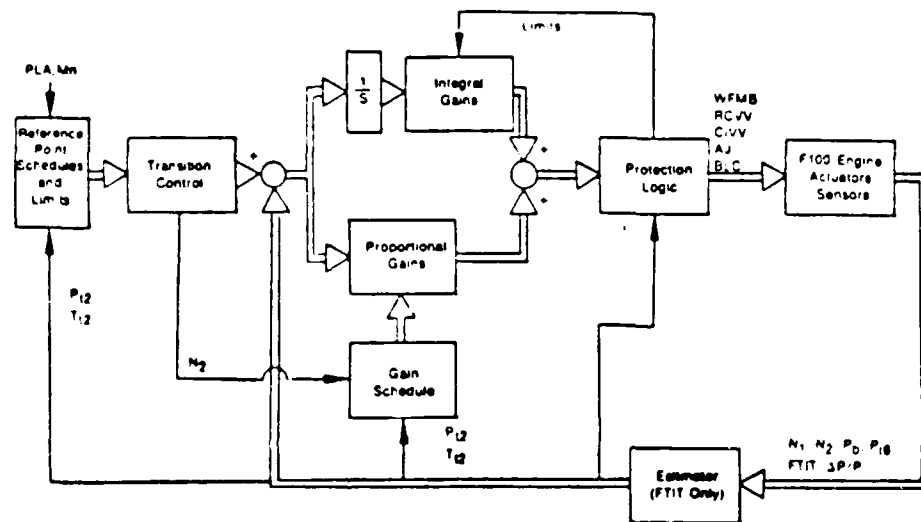 PLA, Mn
Reference
Point
Schedules
and
Limits
Transition
Control
+
1
S
Integral
Gains
Limits
+
+
Proportional
Gains
Gain
Schedule
Protection
Logic
WFMB
RCVV
CIVV
AJ
BLC
F100 Engine
Actuators
Sensors
Pt2
Tt2
N2
Pt2
Tt2
Estimater
(FTIT Only)
N1, N2, Pb, Pt6
FTIT ΔP/P